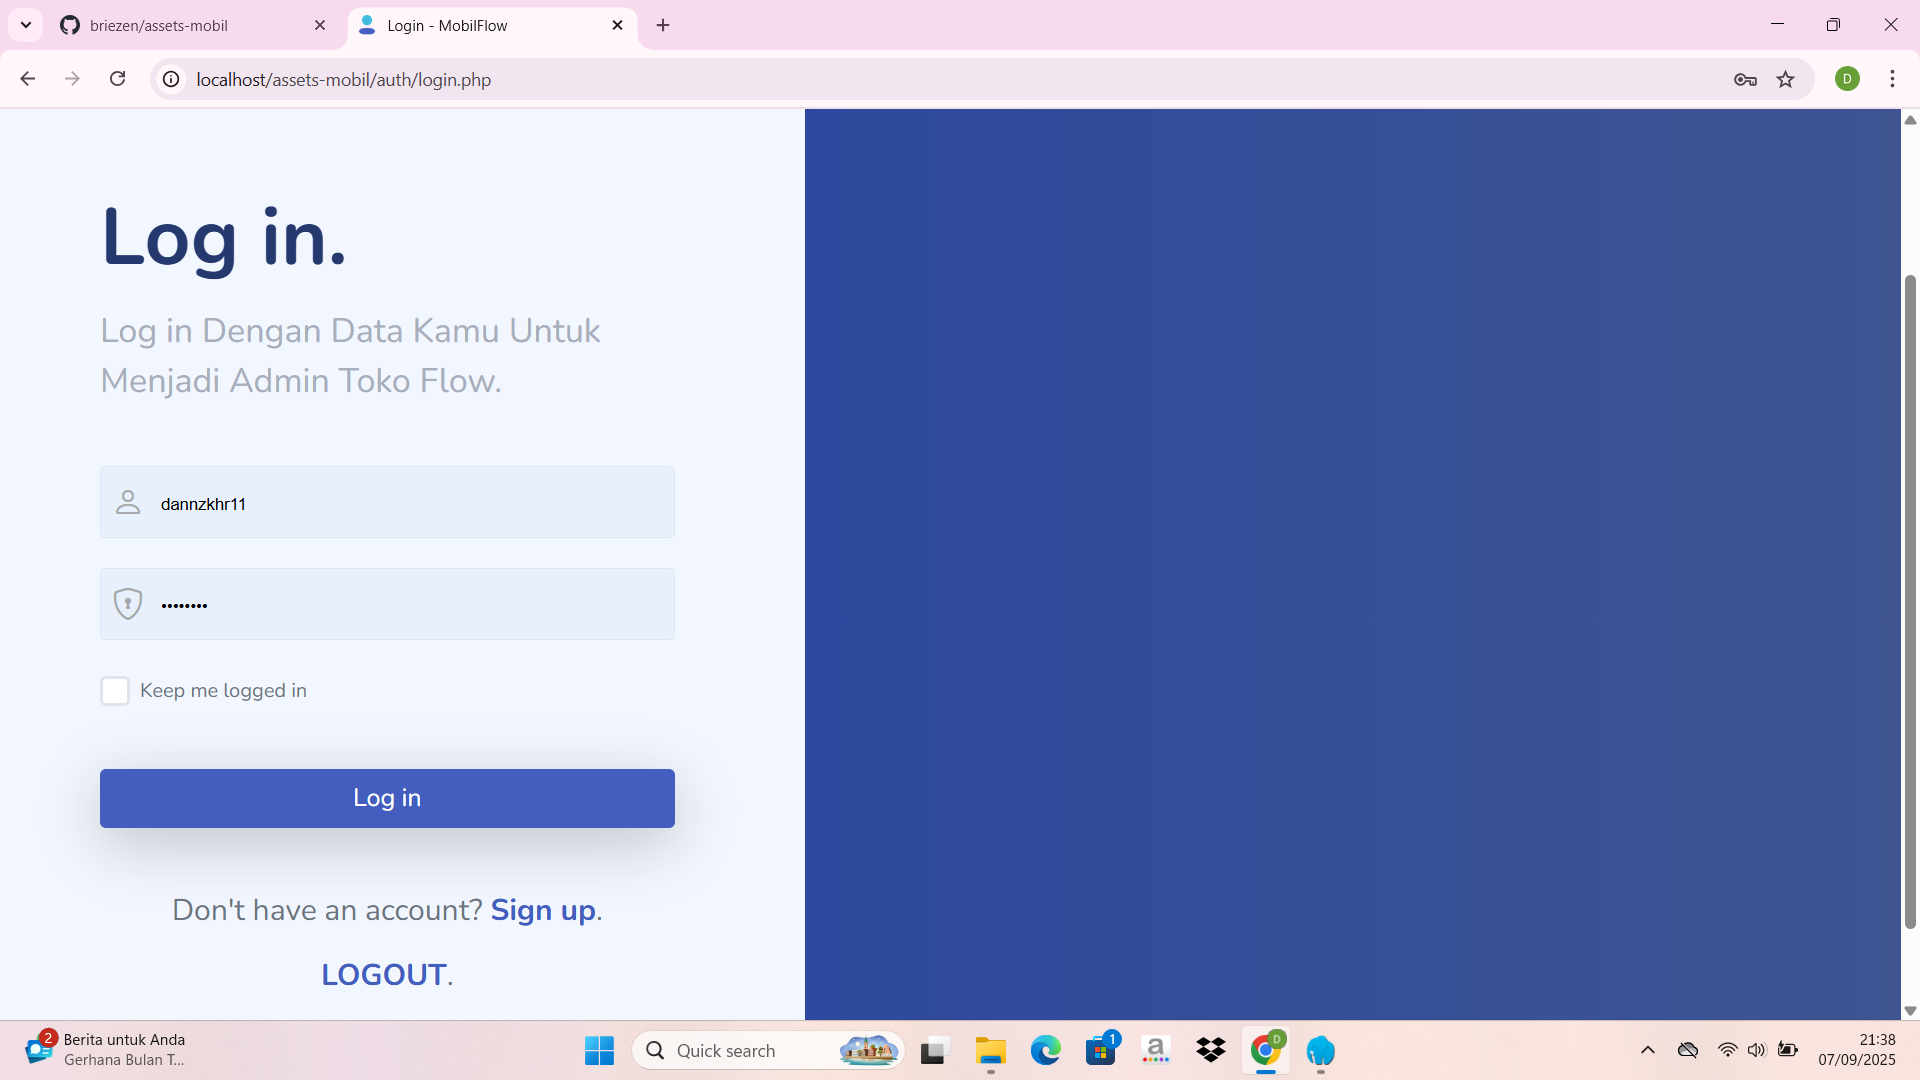 briezen/assets-mobil
Login - MobilFlow
localhost/assets-mobil/auth/login.php
D
Log in.
Log in Dengan Data Kamu Untuk
Menjadi Admin Toko Flow.
dannzkhr11
••••••••
Keep me logged in
Log in
Don't have an account? Sign up.
LOGOUT.
2
Berita untuk Anda
Gerhana Bulan T...
Quick search
1
a
D
21:38
07/09/2025